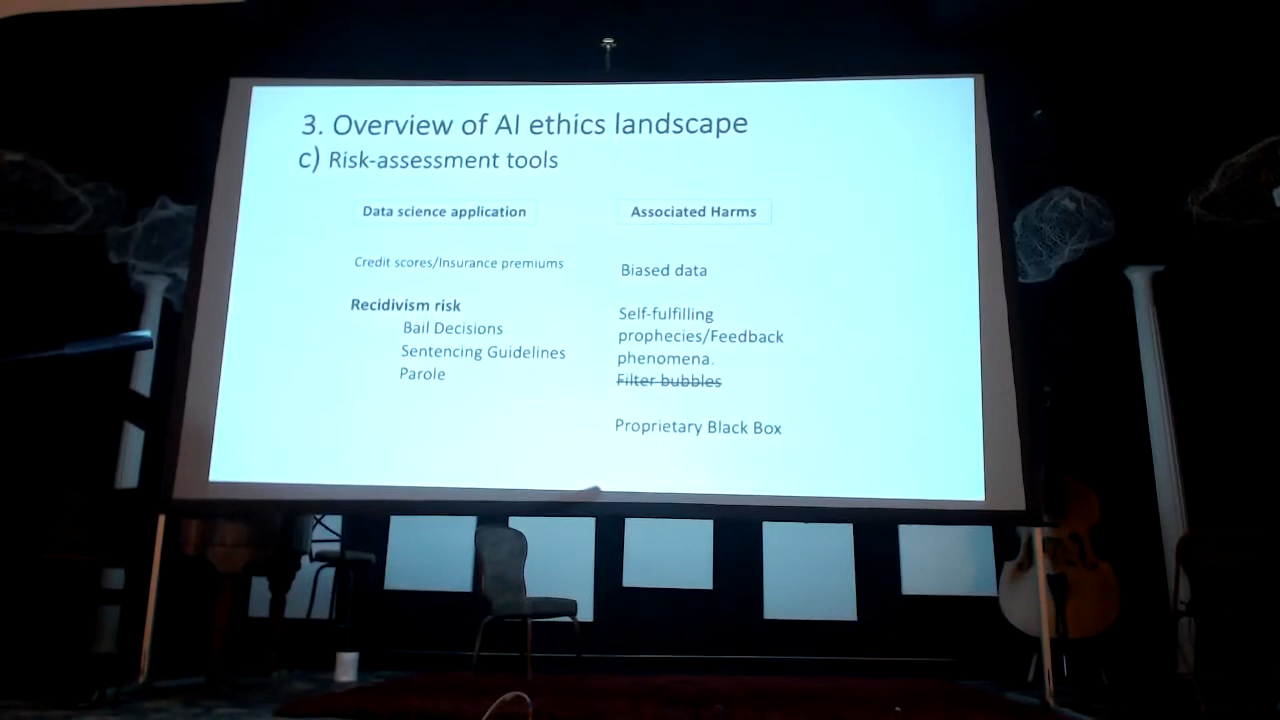 3. Overview of AI ethics landscape
c) Risk-assessment tools
Data science application
Credit scores/Insurance premiums
Recidivism risk
Bail Decisions
Sentencing Guidelines
Parole
Associated Harms
Biased data
Self-fulfilling
prophecies/Feedback
phenomena.
Filter bubbles
Proprietary Black Box